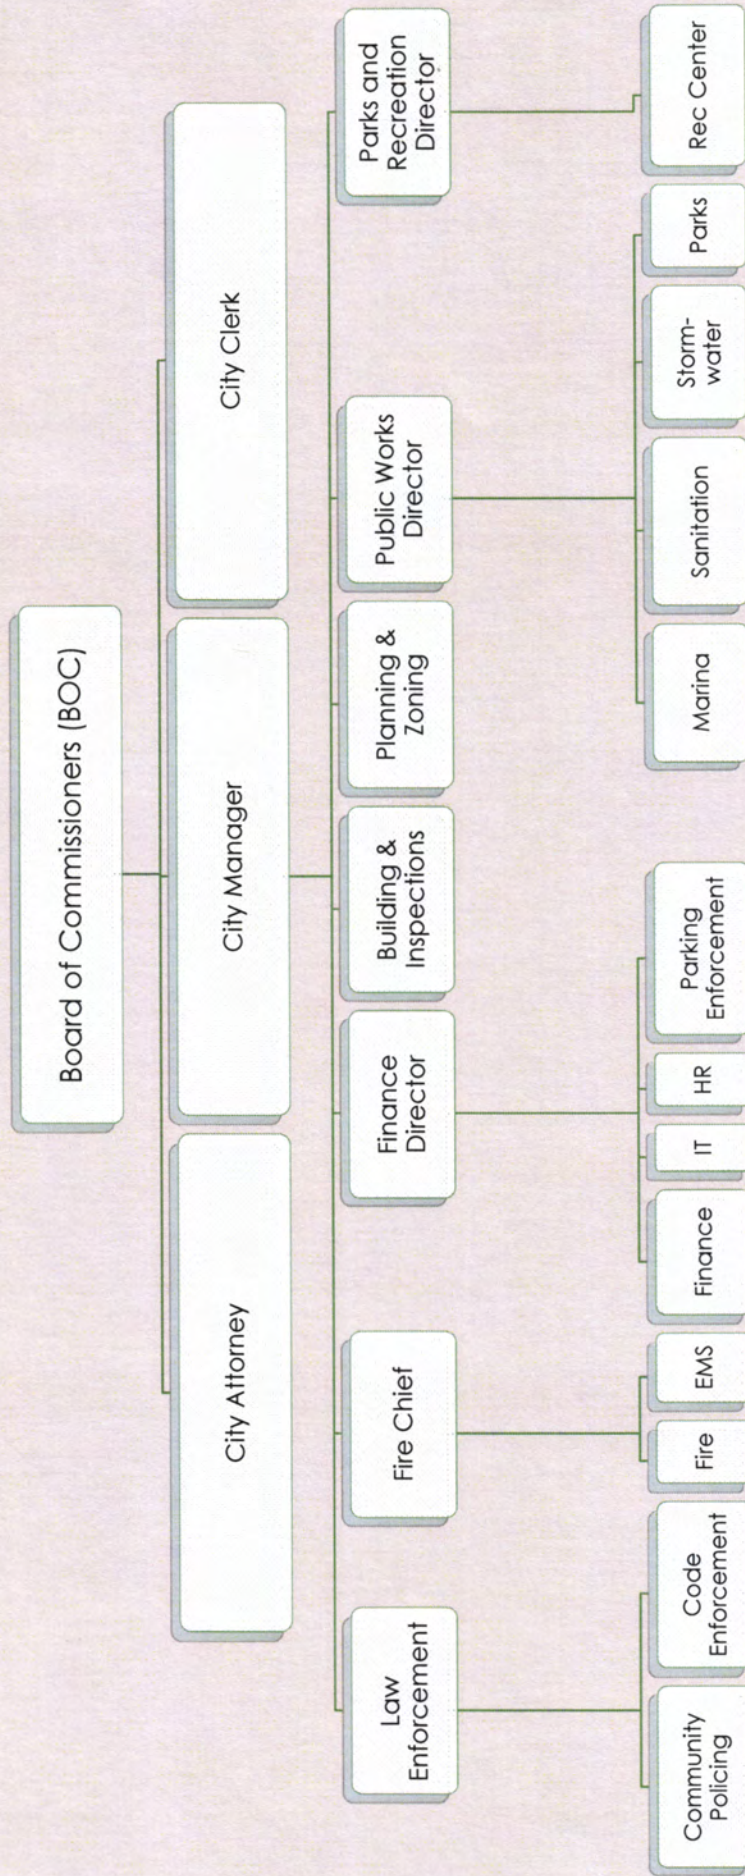 Board of Commissioners (BOC)
City Attorney
City Manager
City Clerk
Law
Enforcement
Fire Chief
Finance
Director
Building &
Inspections
Planning &
Zoning
Public Works
Director
Parks and
Recreation
Director
Community
Policing
Code
Enforcement
Fire
EMS
Finance
IT
HR
Parking
Enforcement
Marina
Sanitation
Storm-
water
Parks
Rec Center